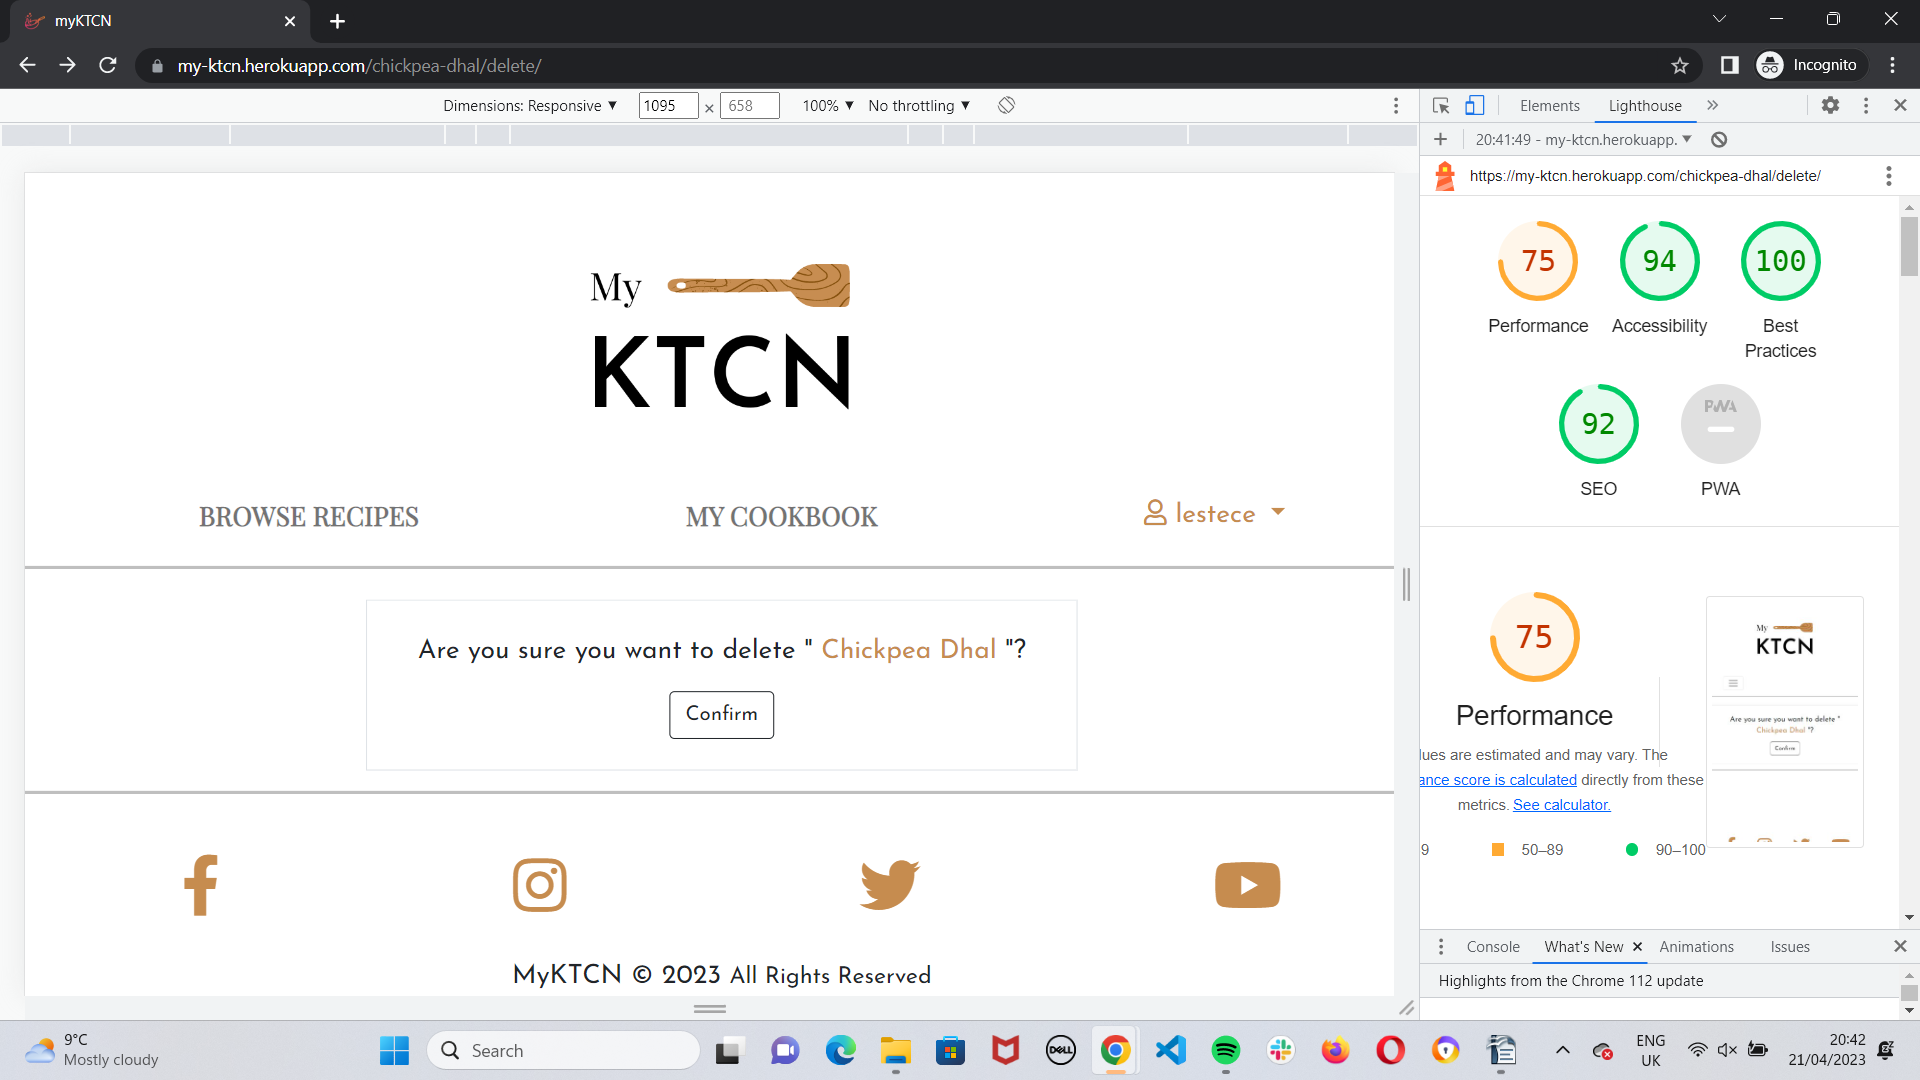 myKTCN
my-ktcn.herokuapp.com/chickpea-dhal/delete/
Incognito
Dimensions: Responsive
1095 × 658
100%
No throttling
Elements
Lighthouse
20:41:49 - my-ktcn.herokuapp.
https://my-ktcn.herokuapp.com/chickpea-dhal/delete/
My
KTCN
BROWSE RECIPES
MY COOKBOOK
lestece
Are you sure you want to delete " Chickpea Dhal "?
Confirm
MyKTCN © 2023 All Rights Reserved
75
Performance
94
Accessibility
100
Best
Practices
92
SEO
PWA
PWA
75
Performance
lues are estimated and may vary. The
ance score is calculated directly from these
metrics. See calculator.
9
50–89
90–100
My
KTCN
Are you sure you want to delete "
Chickpea Dhal "?
Confirm
Console
What's New
Animations
Issues
Highlights from the Chrome 112 update
9°C
Mostly cloudy
Search
DELL
ENG
UK
20:42
21/04/2023